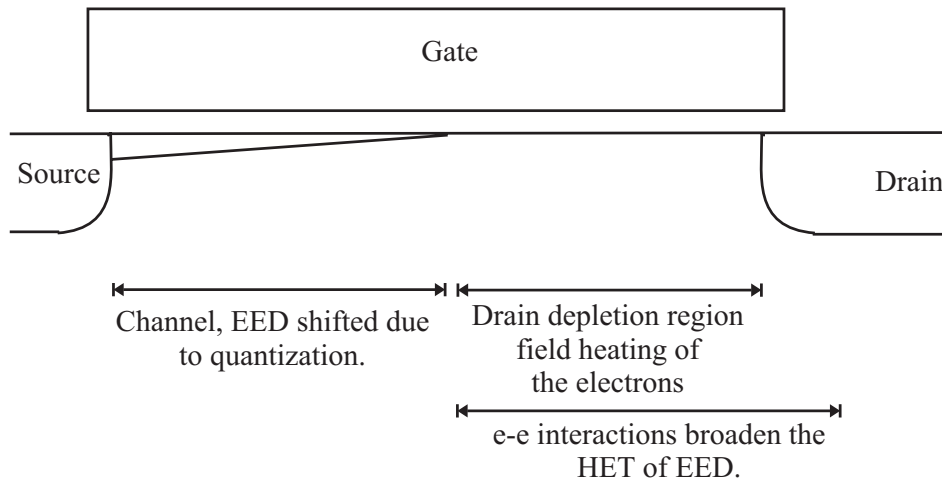 Gate
Source
Drain
Channel, EED shifted due
to quantization.
Drain depletion region
field heating of
the electrons
e-e interactions broaden the
HET of EED.